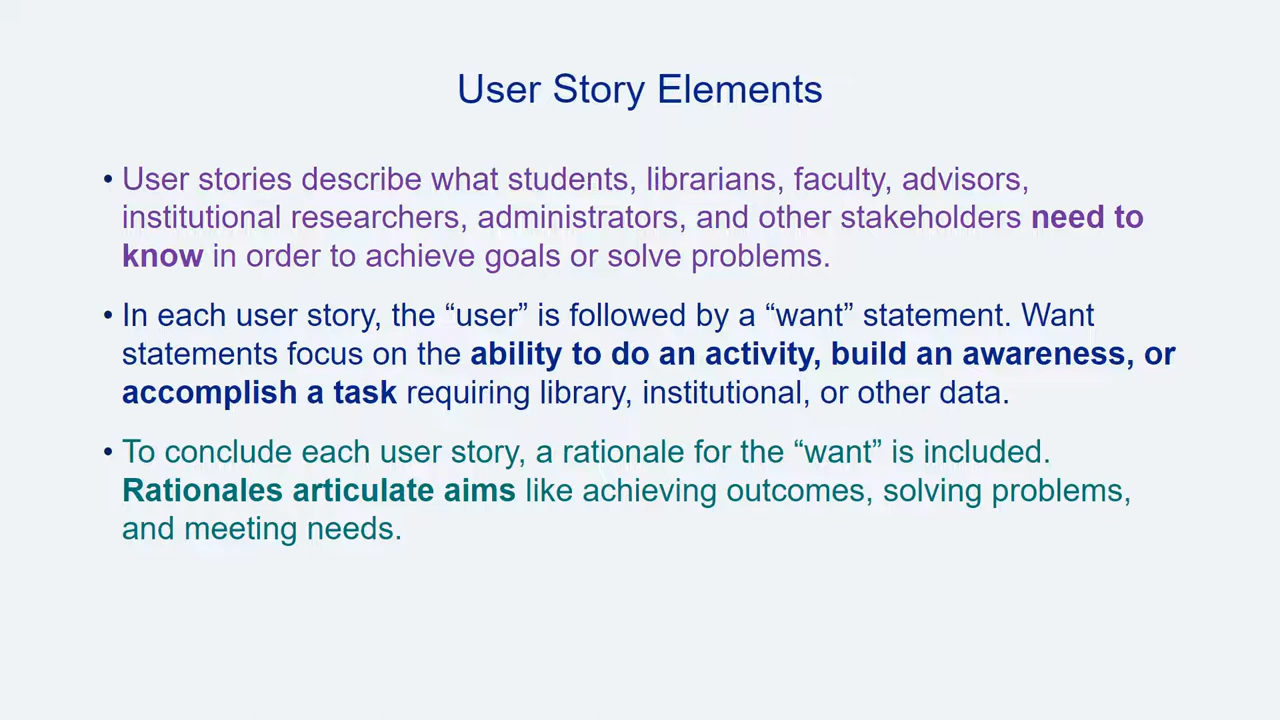 User Story Elements
• User stories describe what students, librarians, faculty, advisors,
institutional researchers, administrators, and other stakeholders need to
know in order to achieve goals or solve problems.
• In each user story, the “user” is followed by a “want” statement. Want
statements focus on the ability to do an activity, build an awareness, or
accomplish a task requiring library, institutional, or other data.
• To conclude each user story, a rationale for the “want” is included.
Rationales articulate aims like achieving outcomes, solving problems,
and meeting needs.